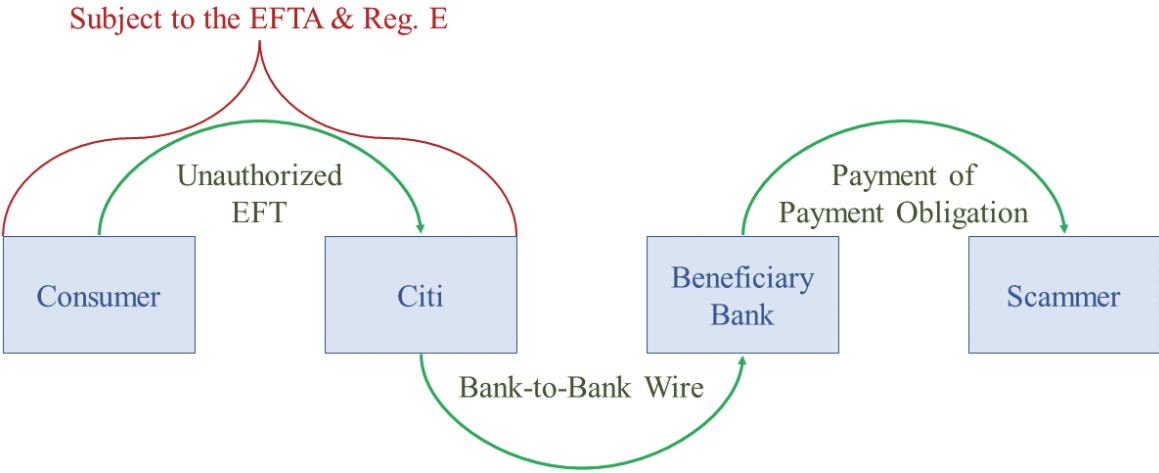 Subject to the EFTA & Reg. E
Unauthorized
EFT
Payment of
Payment Obligation
Consumer
Citi
Beneficiary
Bank
Scammer
Bank-to-Bank Wire